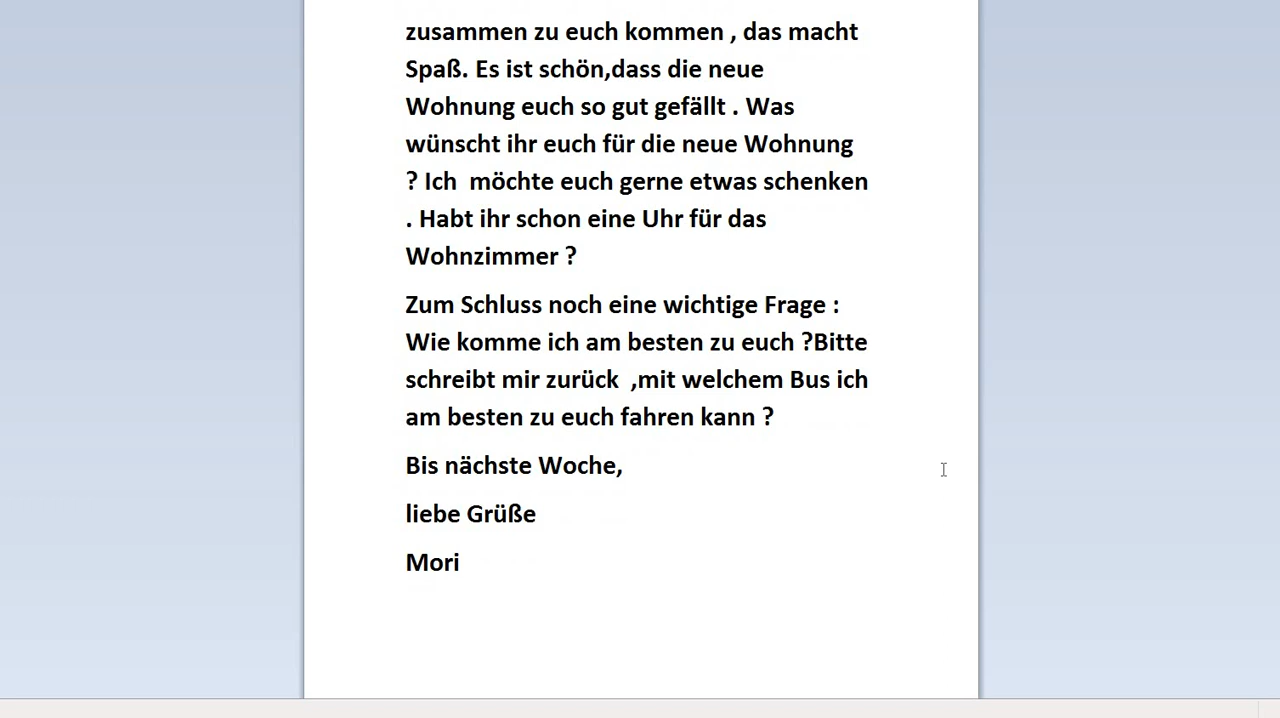 zusammen zu euch kommen , das macht
Spaß. Es ist schön,dass die neue
Wohnung euch so gut gefällt . Was
wünscht ihr euch für die neue Wohnung
? Ich  möchte euch gerne etwas schenken
. Habt ihr schon eine Uhr für das
Wohnzimmer ?
Zum Schluss noch eine wichtige Frage :
Wie komme ich am besten zu euch ?Bitte
schreibt mir zurück  ,mit welchem Bus ich
am besten zu euch fahren kann ?
Bis nächste Woche,
liebe Grüße
Mori